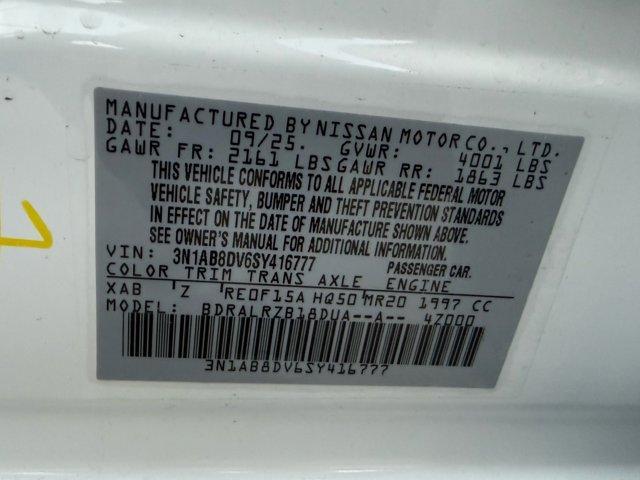 MANUFACTURED BY NISSAN MOTOR CO., LTD.
DATE: 09/25. GVWR: 4001 LBS
GAWR FR: 2161 LBS GAWR RR: 1863 LBS
THIS VEHICLE CONFORMS TO ALL APPLICABLE FEDERAL MOTOR
VEHICLE SAFETY, BUMPER AND THEFT PREVENTION STANDARDS
IN EFFECT ON THE DATE OF MANUFACTURE SHOWN ABOVE.
SEE OWNER'S MANUAL FOR ADDITIONAL INFORMATION.
VIN: 3N1AB8DV6SY416777 PASSENGER CAR.
COLOR TRIM TRANS AXLE ENGINE
XAB Z RE0F15A HQ50 MR20 1997 CC
MODEL: BDRALRZB18DUA--A-- 4Z000
3N1AB8DV6SY416777